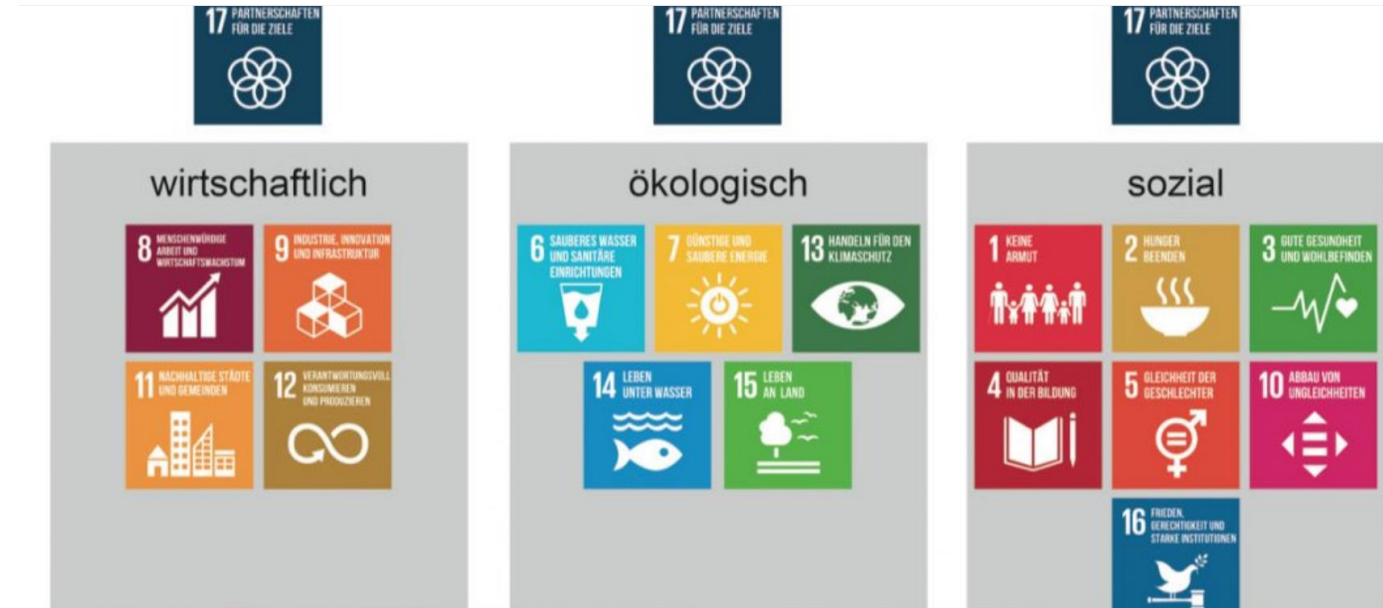 17 PARTNERSCHAFTEN
FÜR DIE ZIELE
17 PARTNERSCHAFTEN
FÜR DIE ZIELE
17 PARTNERSCHAFTEN
FÜR DIE ZIELE
wirtschaftlich
8 MENSCHENWÜRDIGE
ARBEIT UND
WIRTSCHAFTSWACHSTUM
9 INDUSTRIE, INNOVATION
UND INFRASTRUKTUR
11 NACHHALTIGE STÄDTE
UND GEMEINDEN
12 VERANTWORTUNGSVOLL
KONSUMIEREN
UND PRODUZIEREN
ökologisch
6 SAUBERES WASSER
UND SANITÄRE
EINRICHTUNGEN
7 GÜNSTIGE UND
SAUBERE ENERGIE
13 HANDELN FÜR DEN
KLIMASCHUTZ
14 LEBEN
UNTER WASSER
15 LEBEN
AN LAND
sozial
1 KEINE
ARMUT
2 HUNGER
BEENDEN
3 GUTE GESUNDHEIT
UND WOHLBEFINDEN
4 QUALITÄT
IN DER BILDUNG
5 GLEICHHEIT DER
GESCHLECHTER
10 ABBAU VON
UNGLEICHHEITEN
16 FRIEDEN,
GERECHTIGKEIT UND
STARKE INSTITUTIONEN